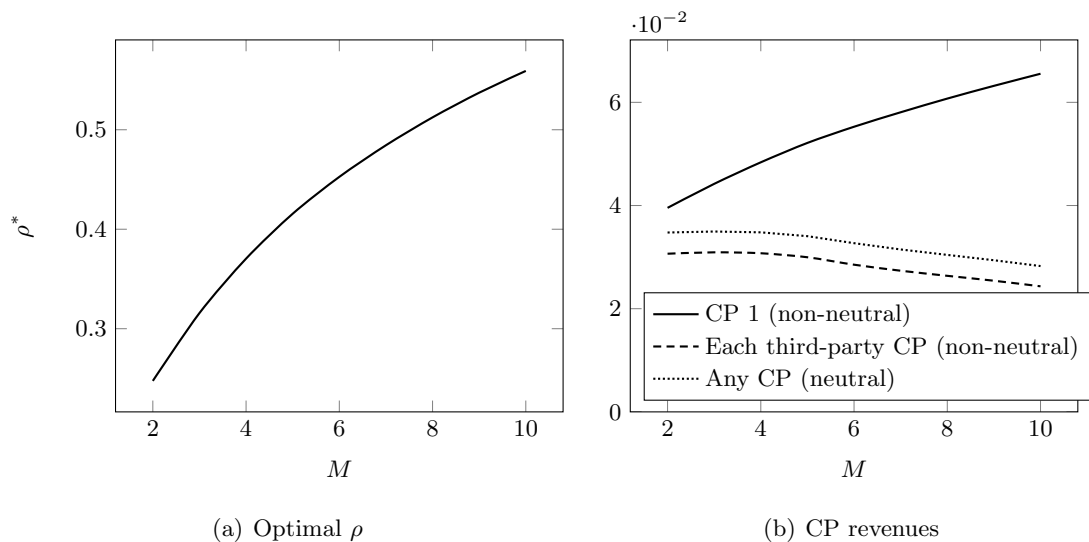 0.5
0.4
0.3
ρ*
2 4 6 8 10
M
(a) Optimal ρ
·10⁻²
6
4
2
0
CP 1 (non-neutral)
Each third-party CP (non-neutral)
Any CP (neutral)
2 4 6 8 10
M
(b) CP revenues